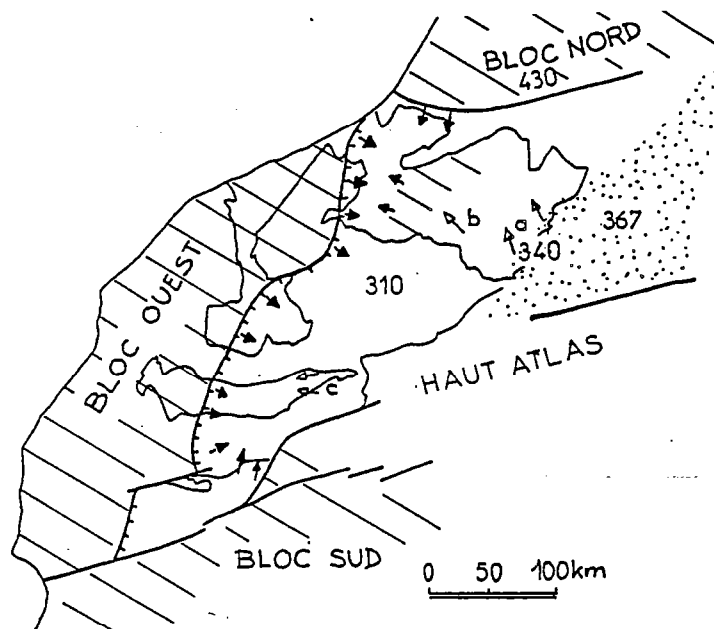 BLOC NORD
430
b
a
340
367
310
BLOC OUEST
HAUT ATLAS
c
BLOC SUD
0 50 100km